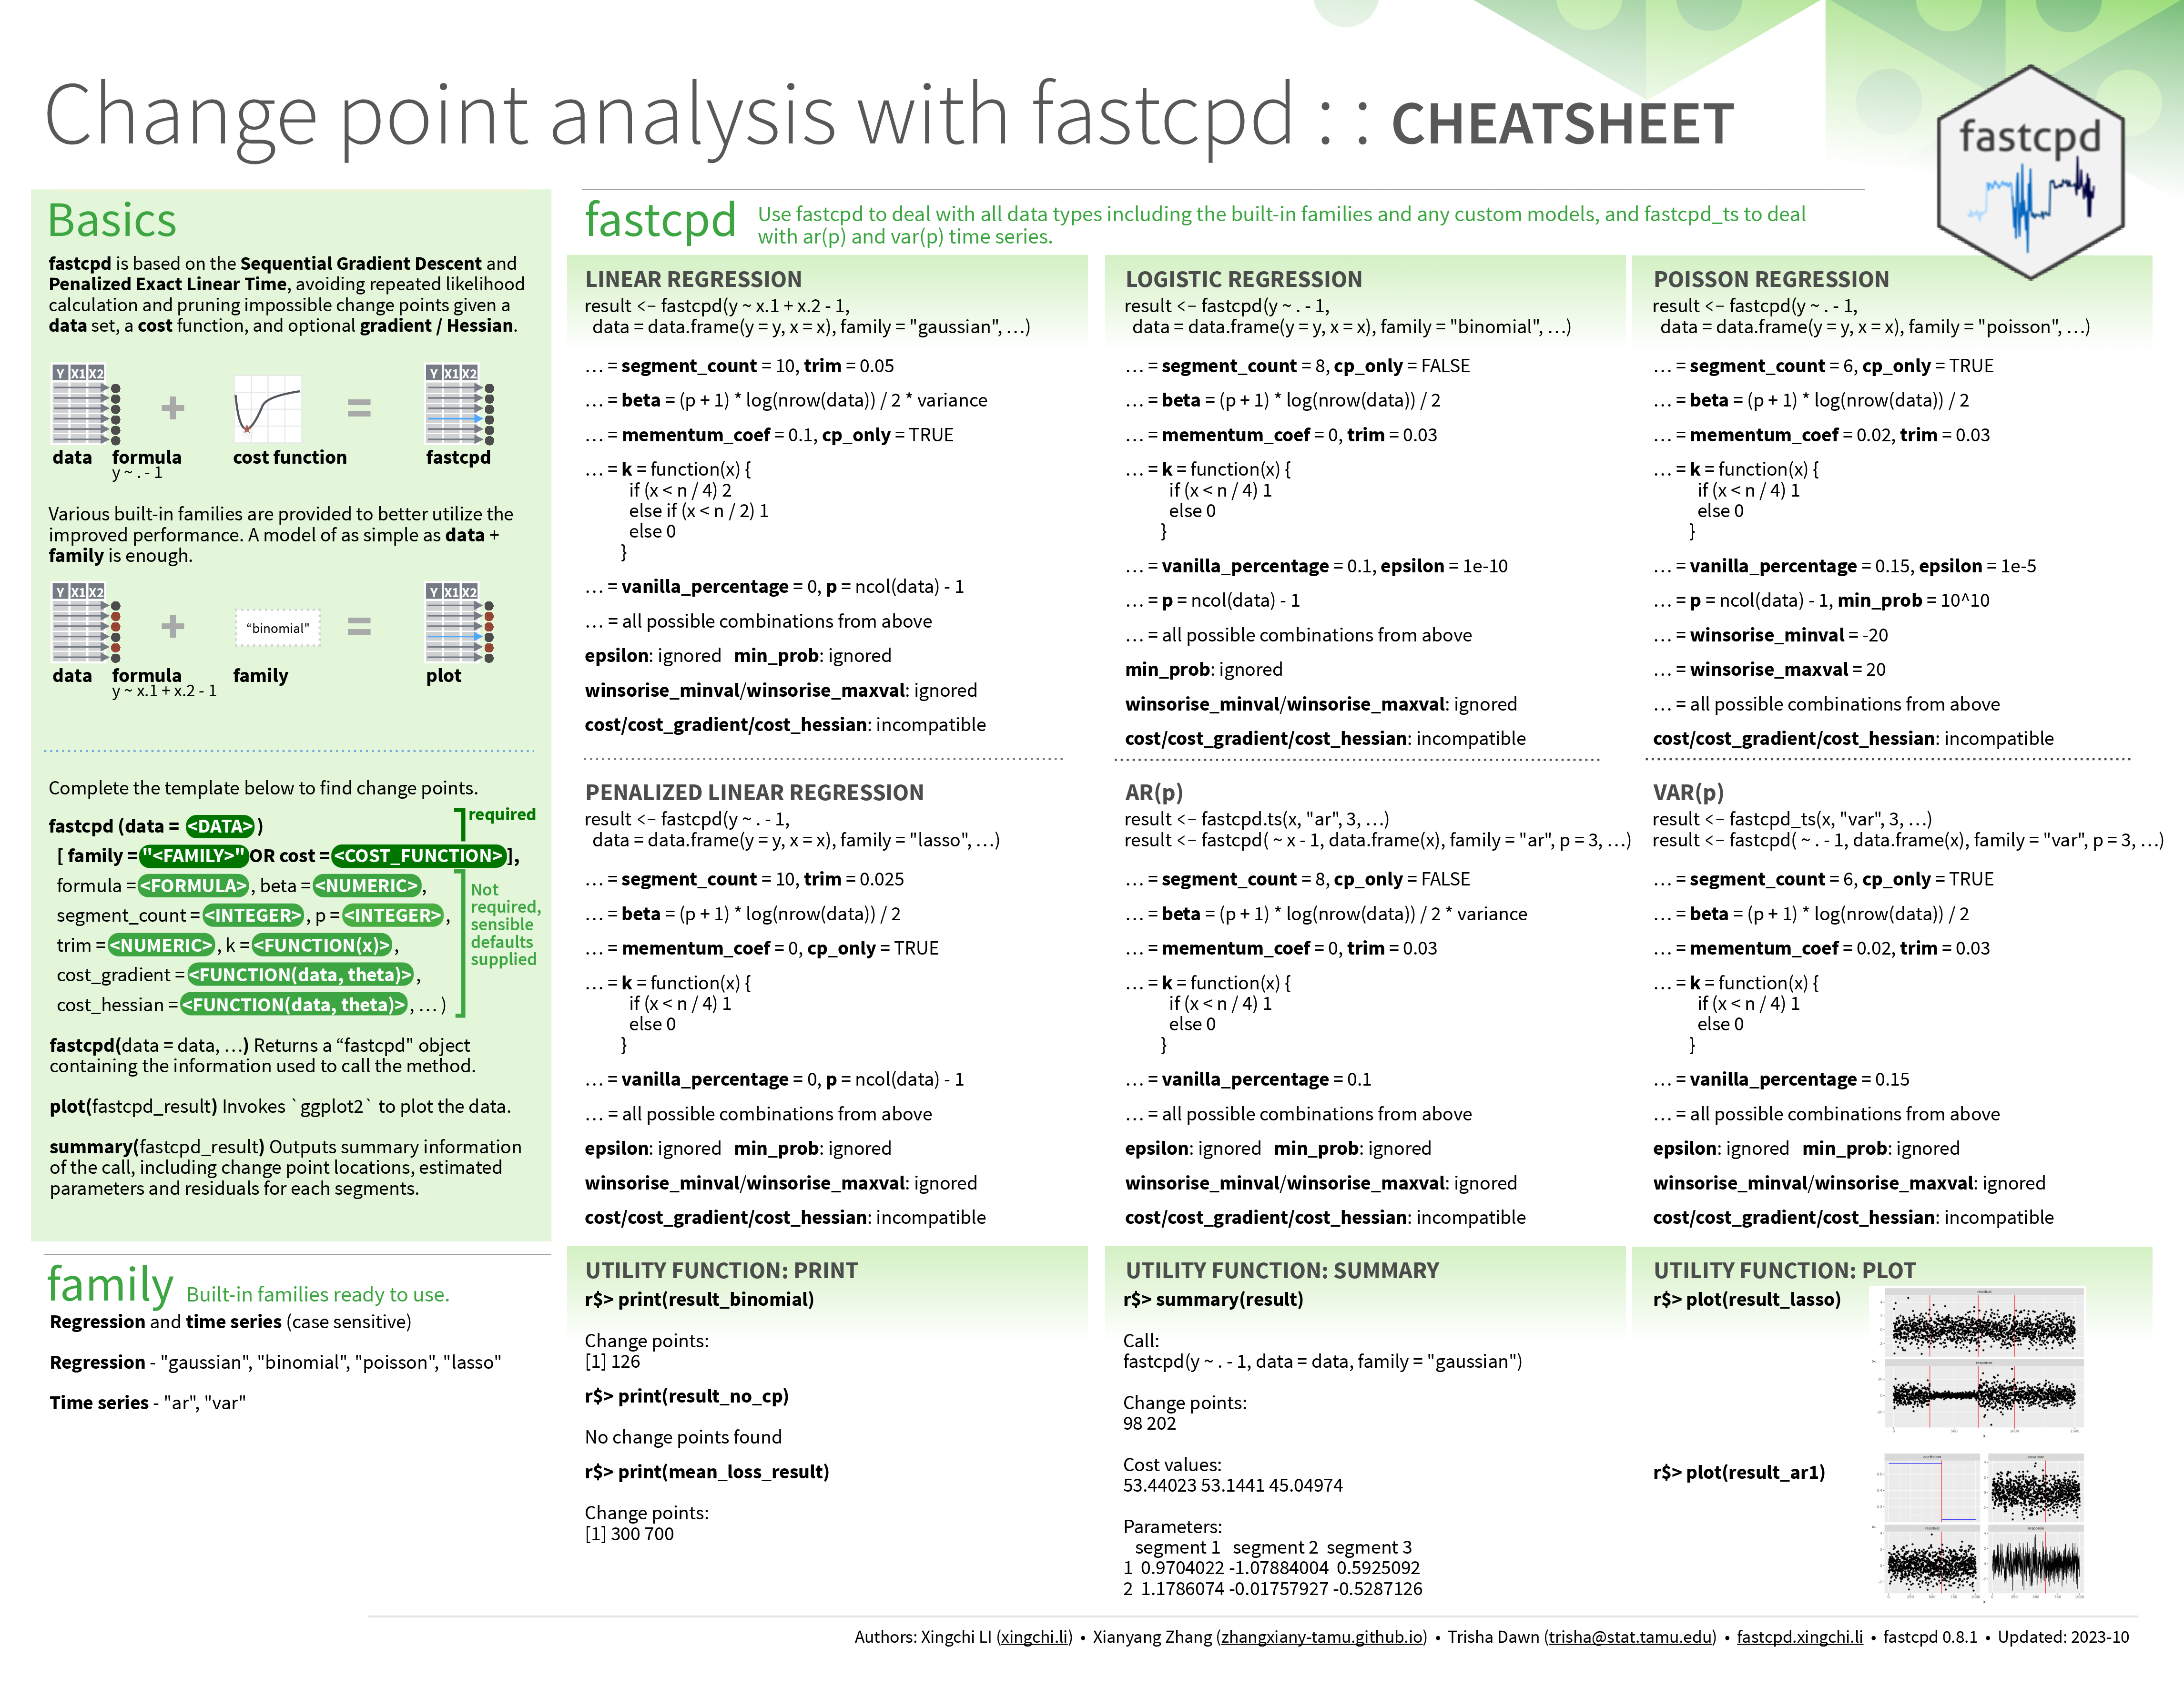 Change point analysis with fastcpd : : CHEATSHEET
fastcpd
Basics
fastcpd is based on the Sequential Gradient Descent and
Penalized Exact Linear Time, avoiding repeated likelihood
calculation and pruning impossible change points given a
data set, a cost function, and optional gradient / Hessian.
Y X1 X2
+
=
Y X1 X2
data formula cost function fastcpd
y ~ . - 1
Various built-in families are provided to better utilize the
improved performance. A model of as simple as data +
family is enough.
Y X1 X2
+
“binomial"
=
Y X1 X2
data formula family plot
y ~ x.1 + x.2 - 1
Complete the template below to find change points.
fastcpd (data = <DATA> )
required
[ family = "<FAMILY>" OR cost = <COST_FUNCTION> ],
formula = <FORMULA> , beta = <NUMERIC> ,
segment_count = <INTEGER> , p = <INTEGER> ,
trim = <NUMERIC> , k = <FUNCTION(x)> ,
cost_gradient = <FUNCTION(data, theta)> ,
cost_hessian = <FUNCTION(data, theta)> , … )
Not
required,
sensible
defaults
supplied
fastcpd(data = data, …) Returns a “fastcpd" object
containing the information used to call the method.
plot(fastcpd_result) Invokes `ggplot2` to plot the data.
summary(fastcpd_result) Outputs summary information
of the call, including change point locations, estimated
parameters and residuals for each segments.
family Built-in families ready to use.
Regression and time series (case sensitive)
Regression - "gaussian", "binomial", "poisson", "lasso"
Time series - "ar", "var"
fastcpd
Use fastcpd to deal with all data types including the built-in families and any custom models, and fastcpd_ts to deal
with ar(p) and var(p) time series.
LINEAR REGRESSION
result <- fastcpd(y ~ x.1 + x.2 - 1,
data = data.frame(y = y, x = x), family = "gaussian", …)
… = segment_count = 10, trim = 0.05
… = beta = (p + 1) * log(nrow(data)) / 2 * variance
… = mementum_coef = 0.1, cp_only = TRUE
… = k = function(x) {
if (x < n / 4) 2
else if (x < n / 2) 1
else 0
}
… = vanilla_percentage = 0, p = ncol(data) - 1
… = all possible combinations from above
epsilon: ignored min_prob: ignored
winsorise_minval/winsorise_maxval: ignored
cost/cost_gradient/cost_hessian: incompatible
LOGISTIC REGRESSION
result <- fastcpd(y ~ . - 1,
data = data.frame(y = y, x = x), family = "binomial", …)
… = segment_count = 8, cp_only = FALSE
… = beta = (p + 1) * log(nrow(data)) / 2
… = mementum_coef = 0, trim = 0.03
… = k = function(x) {
if (x < n / 4) 1
else 0
}
… = vanilla_percentage = 0.1, epsilon = 1e-10
… = p = ncol(data) - 1
… = all possible combinations from above
min_prob: ignored
winsorise_minval/winsorise_maxval: ignored
cost/cost_gradient/cost_hessian: incompatible
POISSON REGRESSION
result <- fastcpd(y ~ . - 1,
data = data.frame(y = y, x = x), family = "poisson", …)
… = segment_count = 6, cp_only = TRUE
… = beta = (p + 1) * log(nrow(data)) / 2
… = mementum_coef = 0.02, trim = 0.03
… = k = function(x) {
if (x < n / 4) 1
else 0
}
… = vanilla_percentage = 0.15, epsilon = 1e-5
… = p = ncol(data) - 1, min_prob = 10^10
… = winsorise_minval = -20
… = winsorise_maxval = 20
… = all possible combinations from above
cost/cost_gradient/cost_hessian: incompatible
PENALIZED LINEAR REGRESSION
result <- fastcpd(y ~ . - 1,
data = data.frame(y = y, x = x), family = "lasso", …)
… = segment_count = 10, trim = 0.025
… = beta = (p + 1) * log(nrow(data)) / 2
… = mementum_coef = 0, cp_only = TRUE
… = k = function(x) {
if (x < n / 4) 1
else 0
}
… = vanilla_percentage = 0, p = ncol(data) - 1
… = all possible combinations from above
epsilon: ignored min_prob: ignored
winsorise_minval/winsorise_maxval: ignored
cost/cost_gradient/cost_hessian: incompatible
AR(p)
result <- fastcpd.ts(x, "ar", 3, …)
result <- fastcpd( ~ x - 1, data.frame(x), family = "ar", p = 3, …)
… = segment_count = 8, cp_only = FALSE
… = beta = (p + 1) * log(nrow(data)) / 2 * variance
… = mementum_coef = 0, trim = 0.03
… = k = function(x) {
if (x < n / 4) 1
else 0
}
… = vanilla_percentage = 0.1
… = all possible combinations from above
epsilon: ignored min_prob: ignored
winsorise_minval/winsorise_maxval: ignored
cost/cost_gradient/cost_hessian: incompatible
VAR(p)
result <- fastcpd_ts(x, "var", 3, …)
result <- fastcpd( ~ . - 1, data.frame(x), family = "var", p = 3, …)
… = segment_count = 6, cp_only = TRUE
… = beta = (p + 1) * log(nrow(data)) / 2
… = mementum_coef = 0.02, trim = 0.03
… = k = function(x) {
if (x < n / 4) 1
else 0
}
… = vanilla_percentage = 0.15
… = all possible combinations from above
epsilon: ignored min_prob: ignored
winsorise_minval/winsorise_maxval: ignored
cost/cost_gradient/cost_hessian: incompatible
UTILITY FUNCTION: PRINT
r$> print(result_binomial)
Change points:
[1] 126
r$> print(result_no_cp)
No change points found
r$> print(mean_loss_result)
Change points:
[1] 300 700
UTILITY FUNCTION: SUMMARY
r$> summary(result)
Call:
fastcpd(y ~ . - 1, data = data, family = "gaussian")
Change points:
98 202
Cost values:
53.44023 53.1441 45.04974
Parameters:
segment 1 segment 2 segment 3
1 0.9704022 -1.07884004 0.5925092
2 1.1786074 -0.01757927 -0.5287126
UTILITY FUNCTION: PLOT
r$> plot(result_lasso)
r$> plot(result_ar1)
Authors: Xingchi LI (xingchi.li) • Xianyang Zhang (zhangxiany-tamu.github.io) • Trisha Dawn (trisha@stat.tamu.edu) • fastcpd.xingchi.li • fastcpd 0.8.1 • Updated: 2023-10